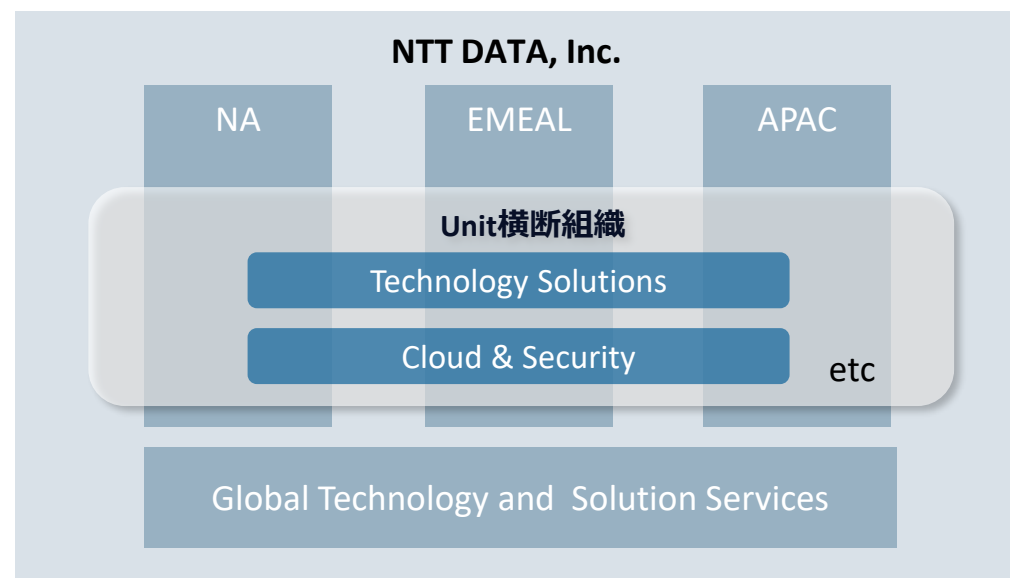 NTT DATA, Inc.
NA
EMEAL
APAC
Unit横断組織
Technology Solutions
Cloud & Security
etc
Global Technology and Solution Services